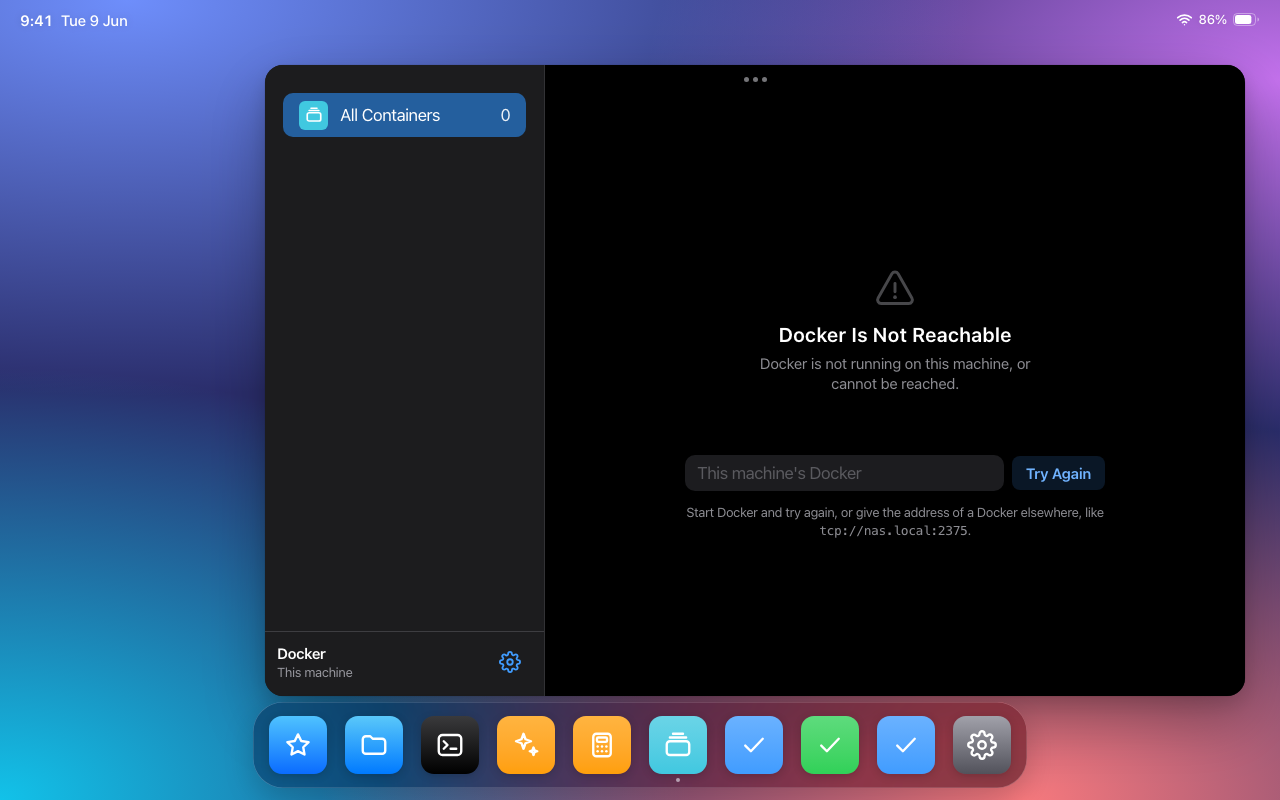 9:41 Tue 9 Jun
86%
All Containers 0
Docker Is Not Reachable
Docker is not running on this machine, or
cannot be reached.
This machine's Docker
Try Again
Start Docker and try again, or give the address of a Docker elsewhere, like
tcp://nas.local:2375.
Docker
This machine